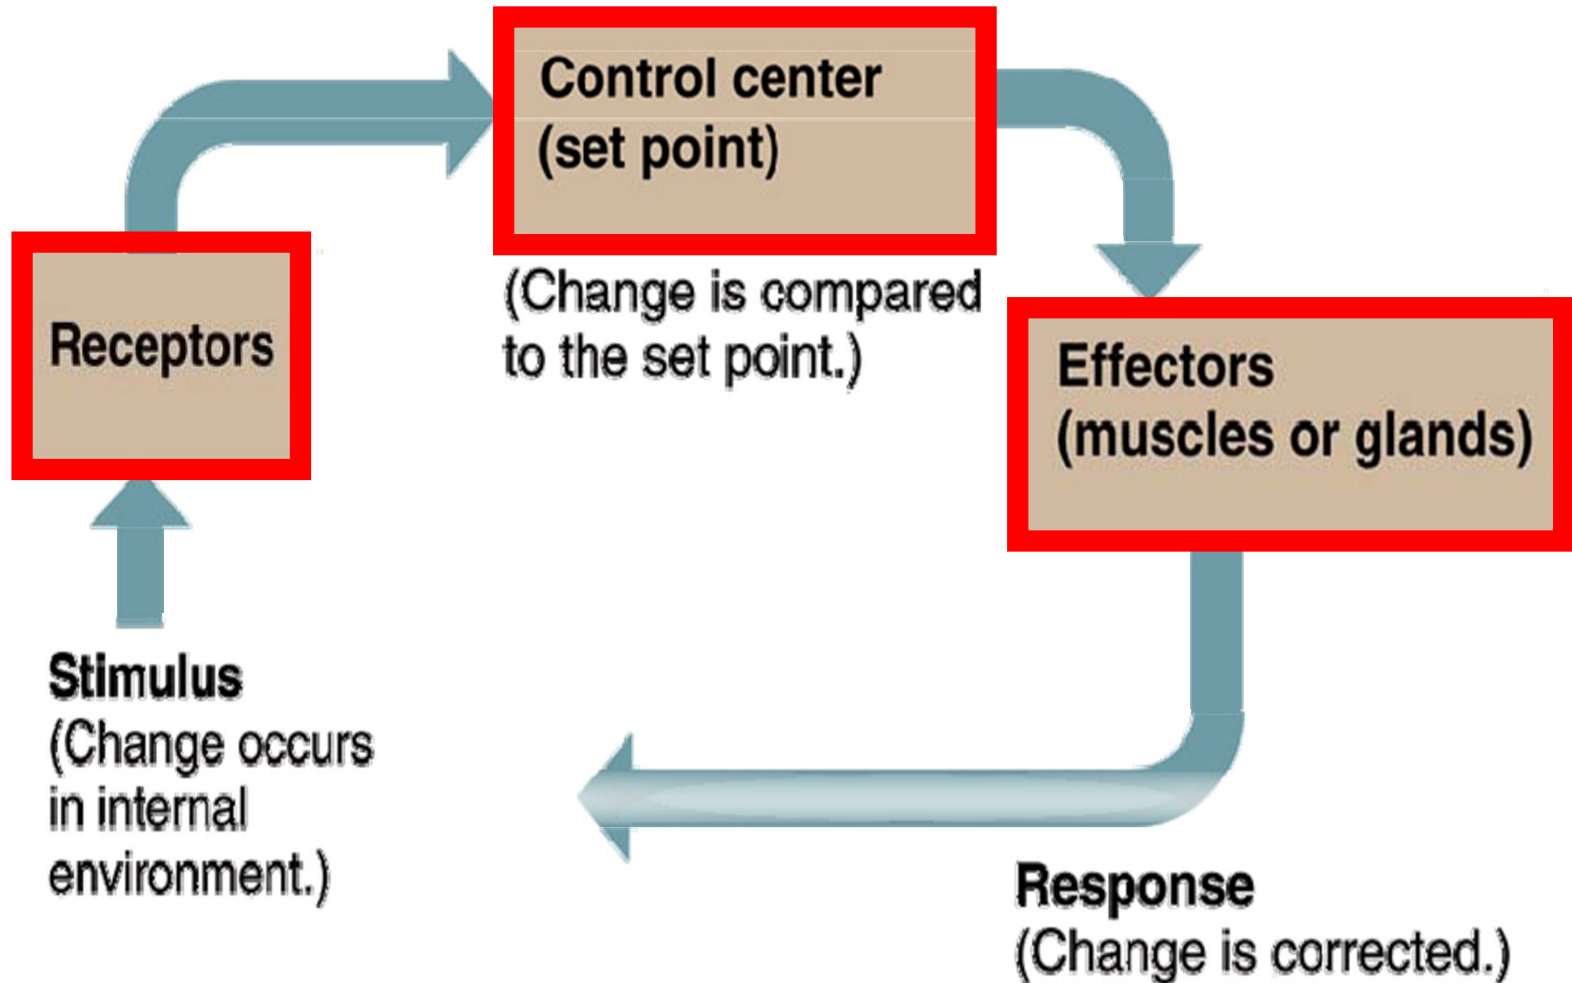 Control center
(set point)
(Change is compared
to the set point.)
Receptors
Effectors
(muscles or glands)
Stimulus
(Change occurs
in internal
environment.)
Response
(Change is corrected.)